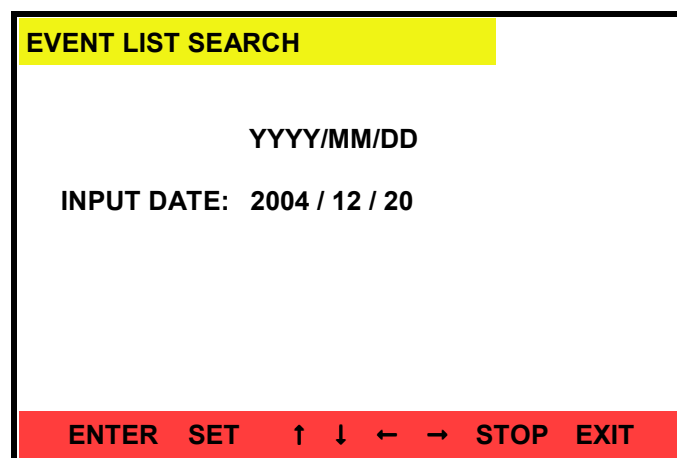 EVENT LIST SEARCH
YYYY/MM/DD
INPUT DATE: 2004 / 12 / 20
ENTER SET ↑ ↓ ← → STOP EXIT